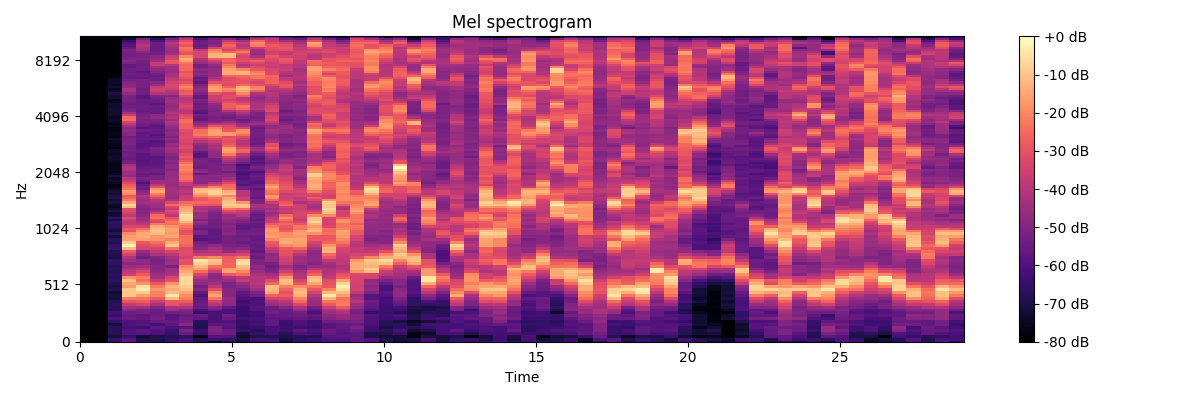 Mel spectrogram
8192
4096
2048
1024
512
0
Hz
0 5 10 15 20 25
Time
+0 dB
-10 dB
-20 dB
-30 dB
-40 dB
-50 dB
-60 dB
-70 dB
-80 dB